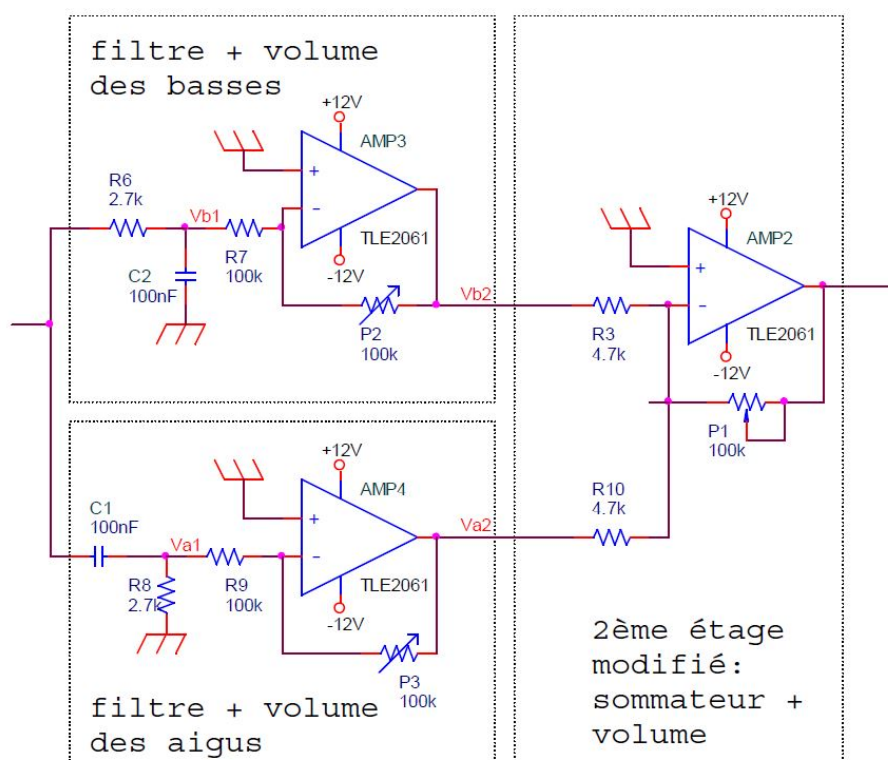 filtre + volume
des basses
+12V
AMP3
+
-
TLE2061
-12V
R6
2.7k
Vb1
R7
100k
C2
100nF
P2
100k
Vb2
+12V
AMP2
+
-
TLE2061
-12V
R3
4.7k
P1
100k
+12V
AMP4
+
-
TLE2061
-12V
C1
100nF
Va1
R9
100k
R8
2.7k
P3
100k
Va2
R10
4.7k
filtre + volume
des aigus
2ème étage
modifié:
sommateur +
volume